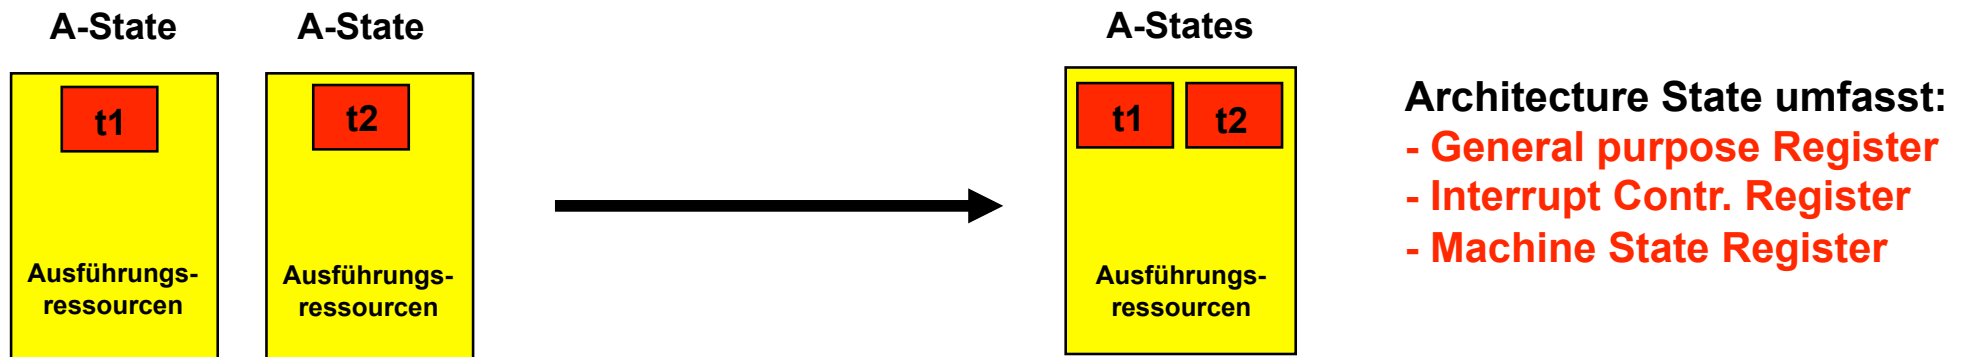 A-State
t1
Ausführungs-
ressourcen
A-State
t2
Ausführungs-
ressourcen
A-States
t1 t2
Ausführungs-
ressourcen
Architecture State umfasst:
- General purpose Register
- Interrupt Contr. Register
- Machine State Register